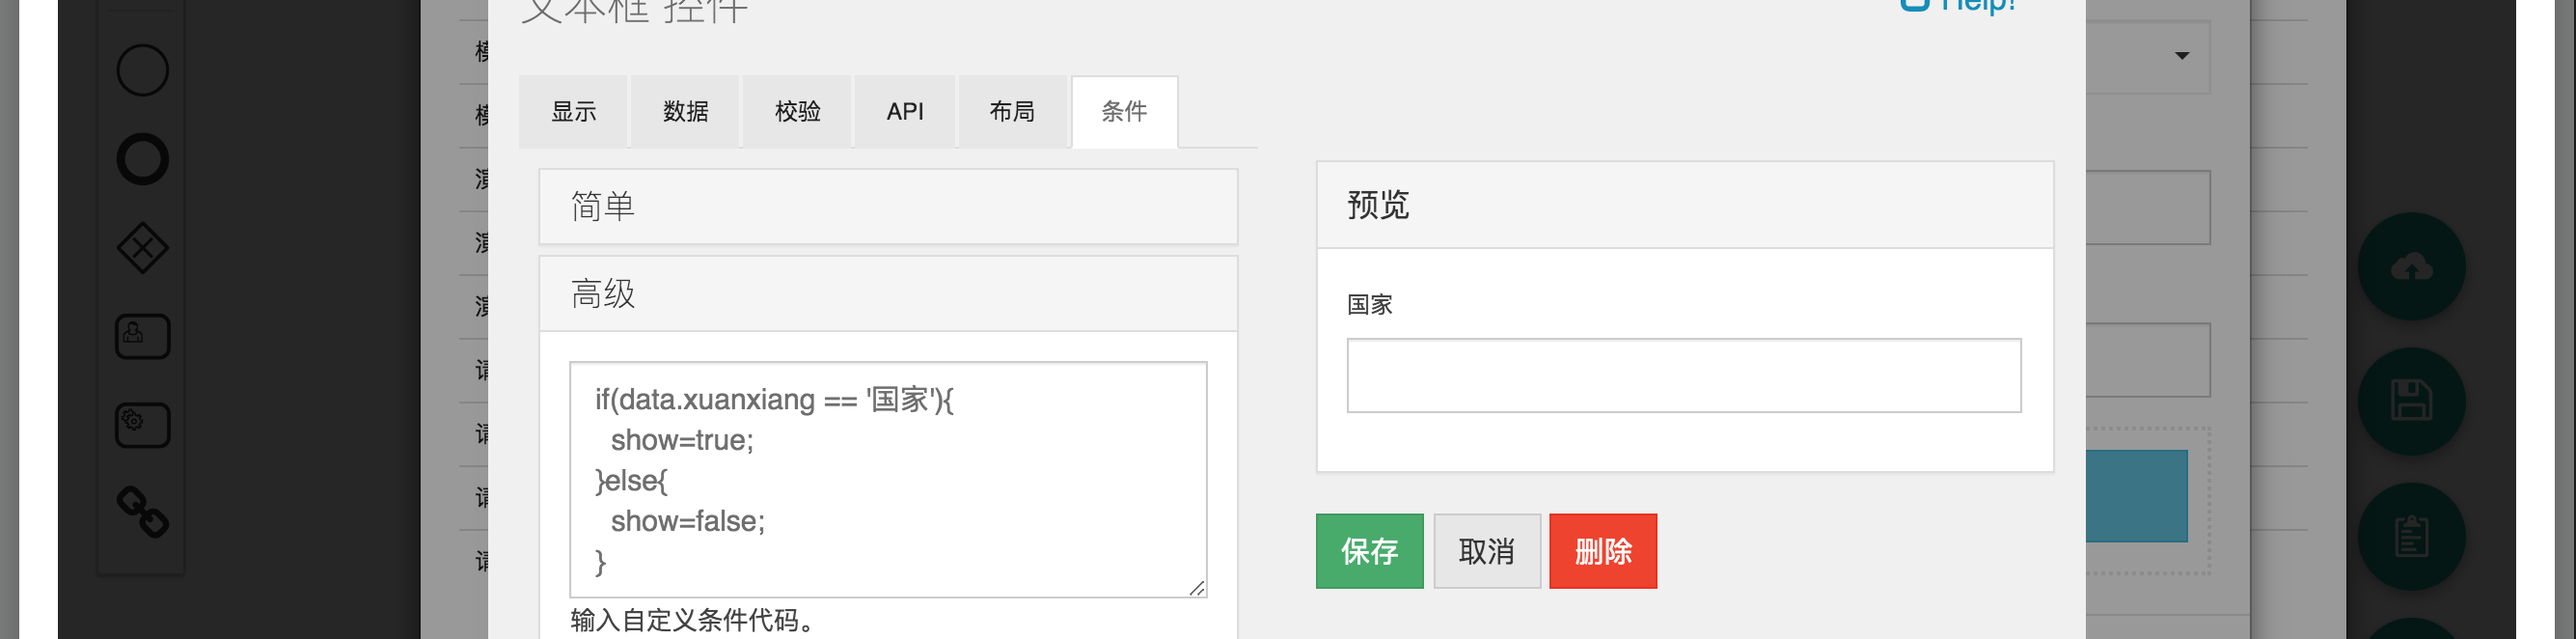 文本框 控件
Help!
显示 数据 校验 API 布局 条件
简单
高级
if(data.xuanxiang == '国家'){
show=true;
}else{
show=false;
}
输入自定义条件代码。
预览
国家
保存 取消 删除